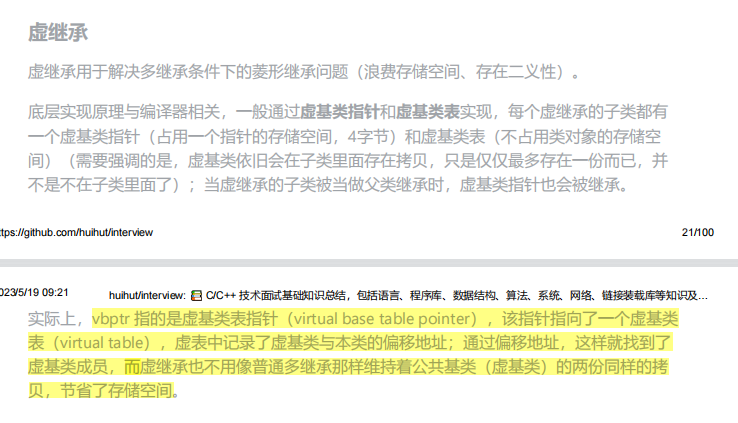 虚继承
虚继承用于解决多继承条件下的菱形继承问题（浪费存储空间、存在二义性）。
底层实现原理与编译器相关，一般通过虚基类指针和虚基类表实现，每个虚继承的子类都有
一个虚基类指针（占用一个指针的存储空间，4字节）和虚基类表（不占用类对象的存储空
间）（需要强调的是，虚基类依旧会在子类里面存在拷贝，只是仅仅最多存在一份而已，并
不是不在子类里面了）；当虚继承的子类被当做父类继承时，虚基类指针也会被继承。
ttps://github.com/huihut/interview
21/100
023/5/19 09:21
huihut/interview: 📚 C/C++ 技术面试基础知识总结，包括语言、程序库、数据结构、算法、系统、网络、链接装载库等知识及…
实际上，vbptr 指的是虚基类表指针（virtual base table pointer），该指针指向了一个虚基类
表（virtual table），虚表中记录了虚基类与本类的偏移地址；通过偏移地址，这样就找到了
虚基类成员，而虚继承也不用像普通多继承那样维持着公共基类（虚基类）的两份同样的拷
贝，节省了存储空间。